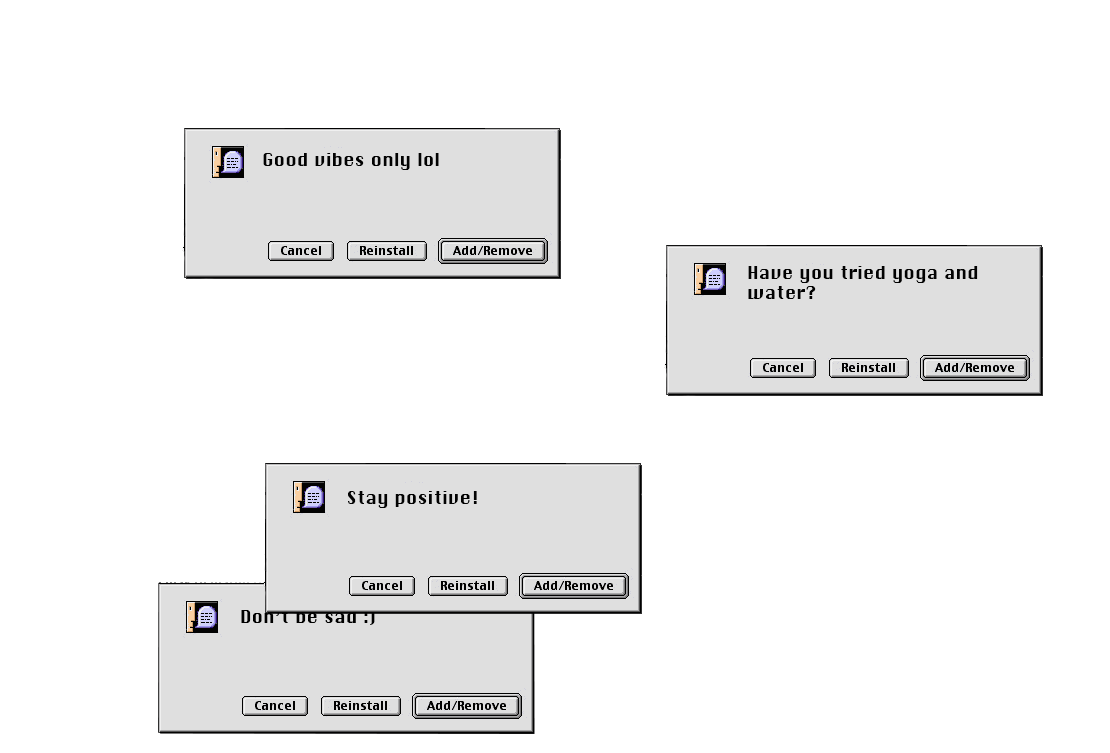 Good vibes only lol
Cancel Reinstall Add/Remove
Have you tried yoga and
water?
Cancel Reinstall Add/Remove
Stay positive!
Cancel Reinstall Add/Remove
Don't be sad :)
Cancel Reinstall Add/Remove